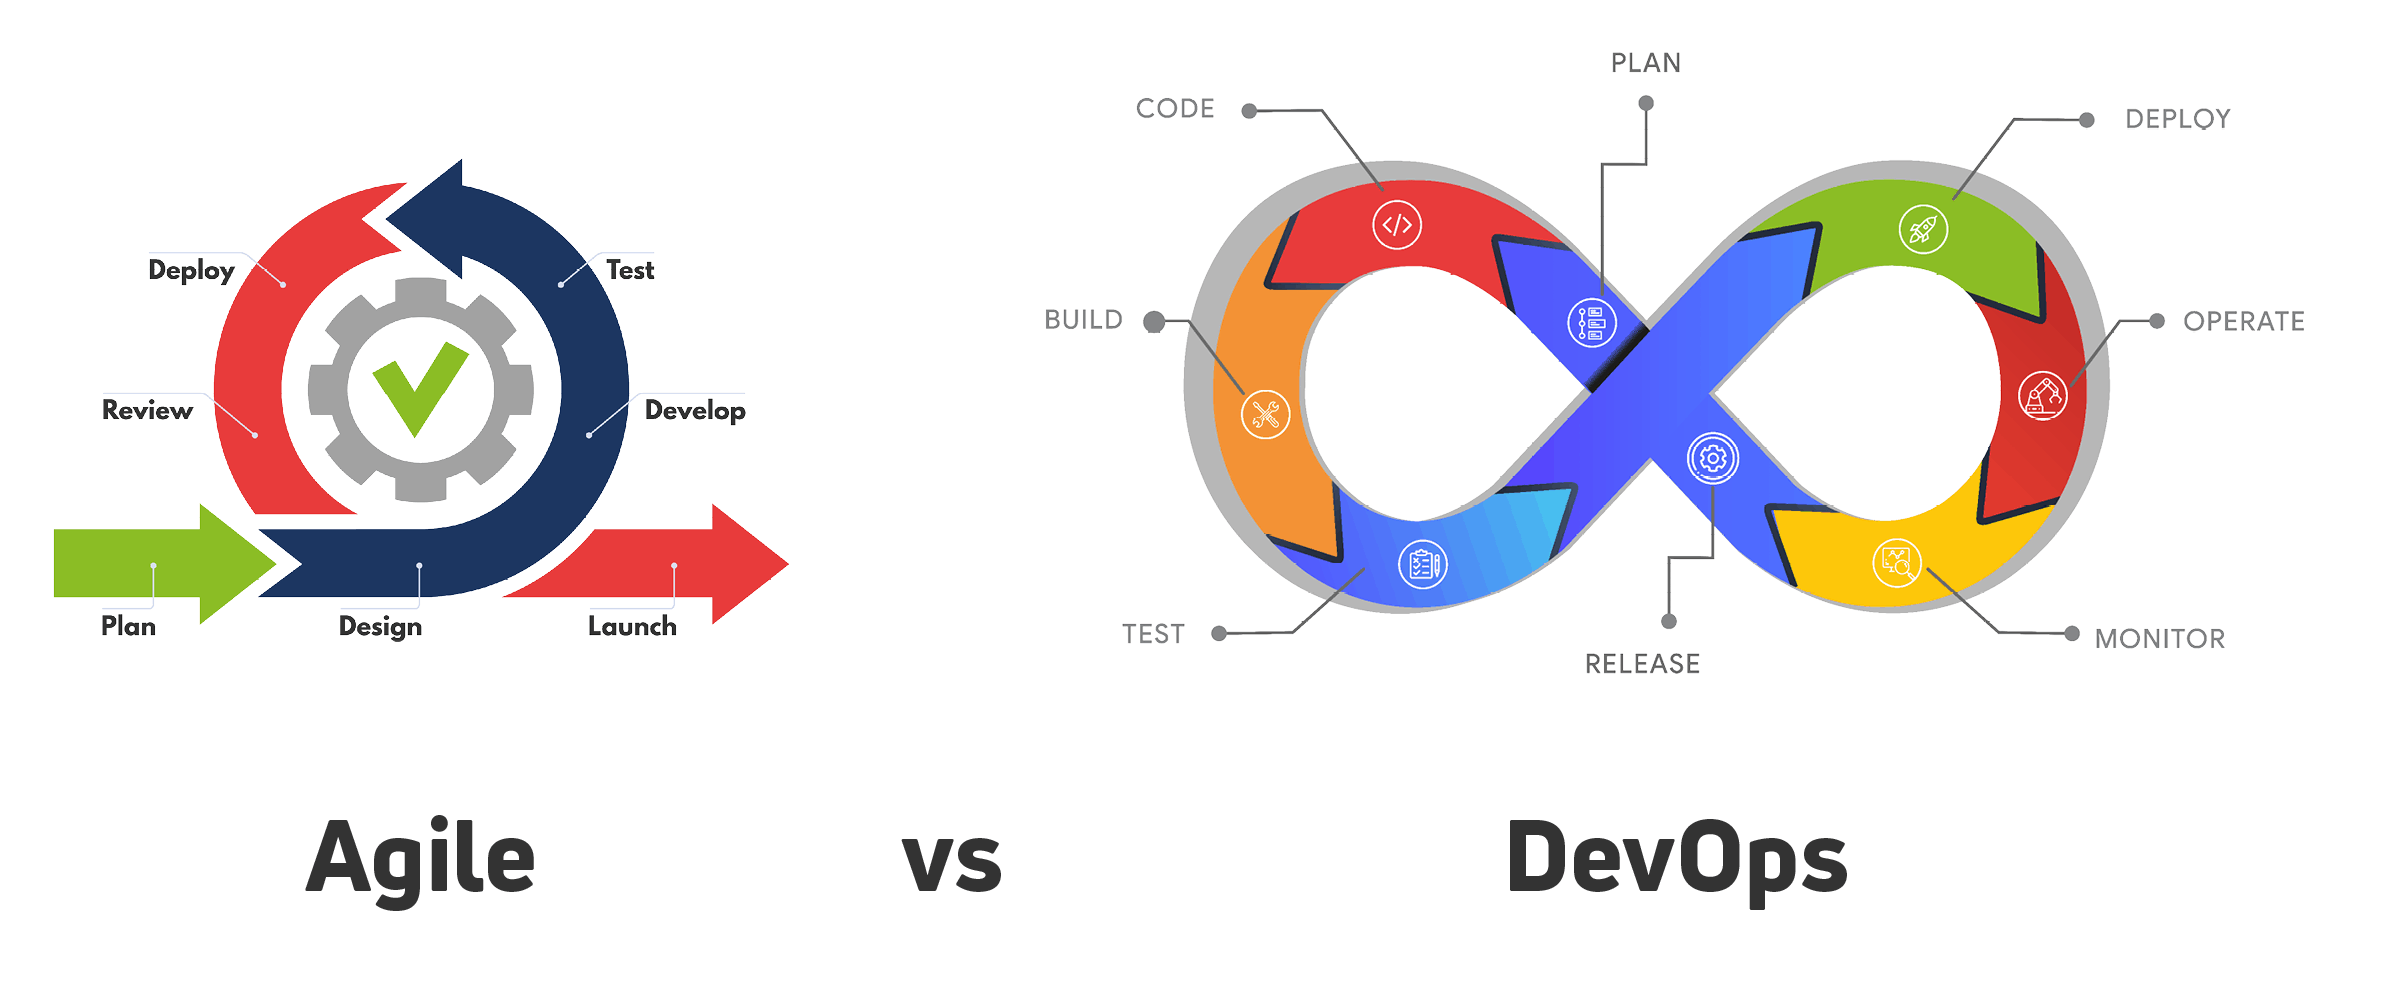 Deploy
Test
Review
Develop
Plan
Design
Launch
PLAN
CODE
DEPLOY
BUILD
OPERATE
TEST
MONITOR
RELEASE
Agile vs DevOps